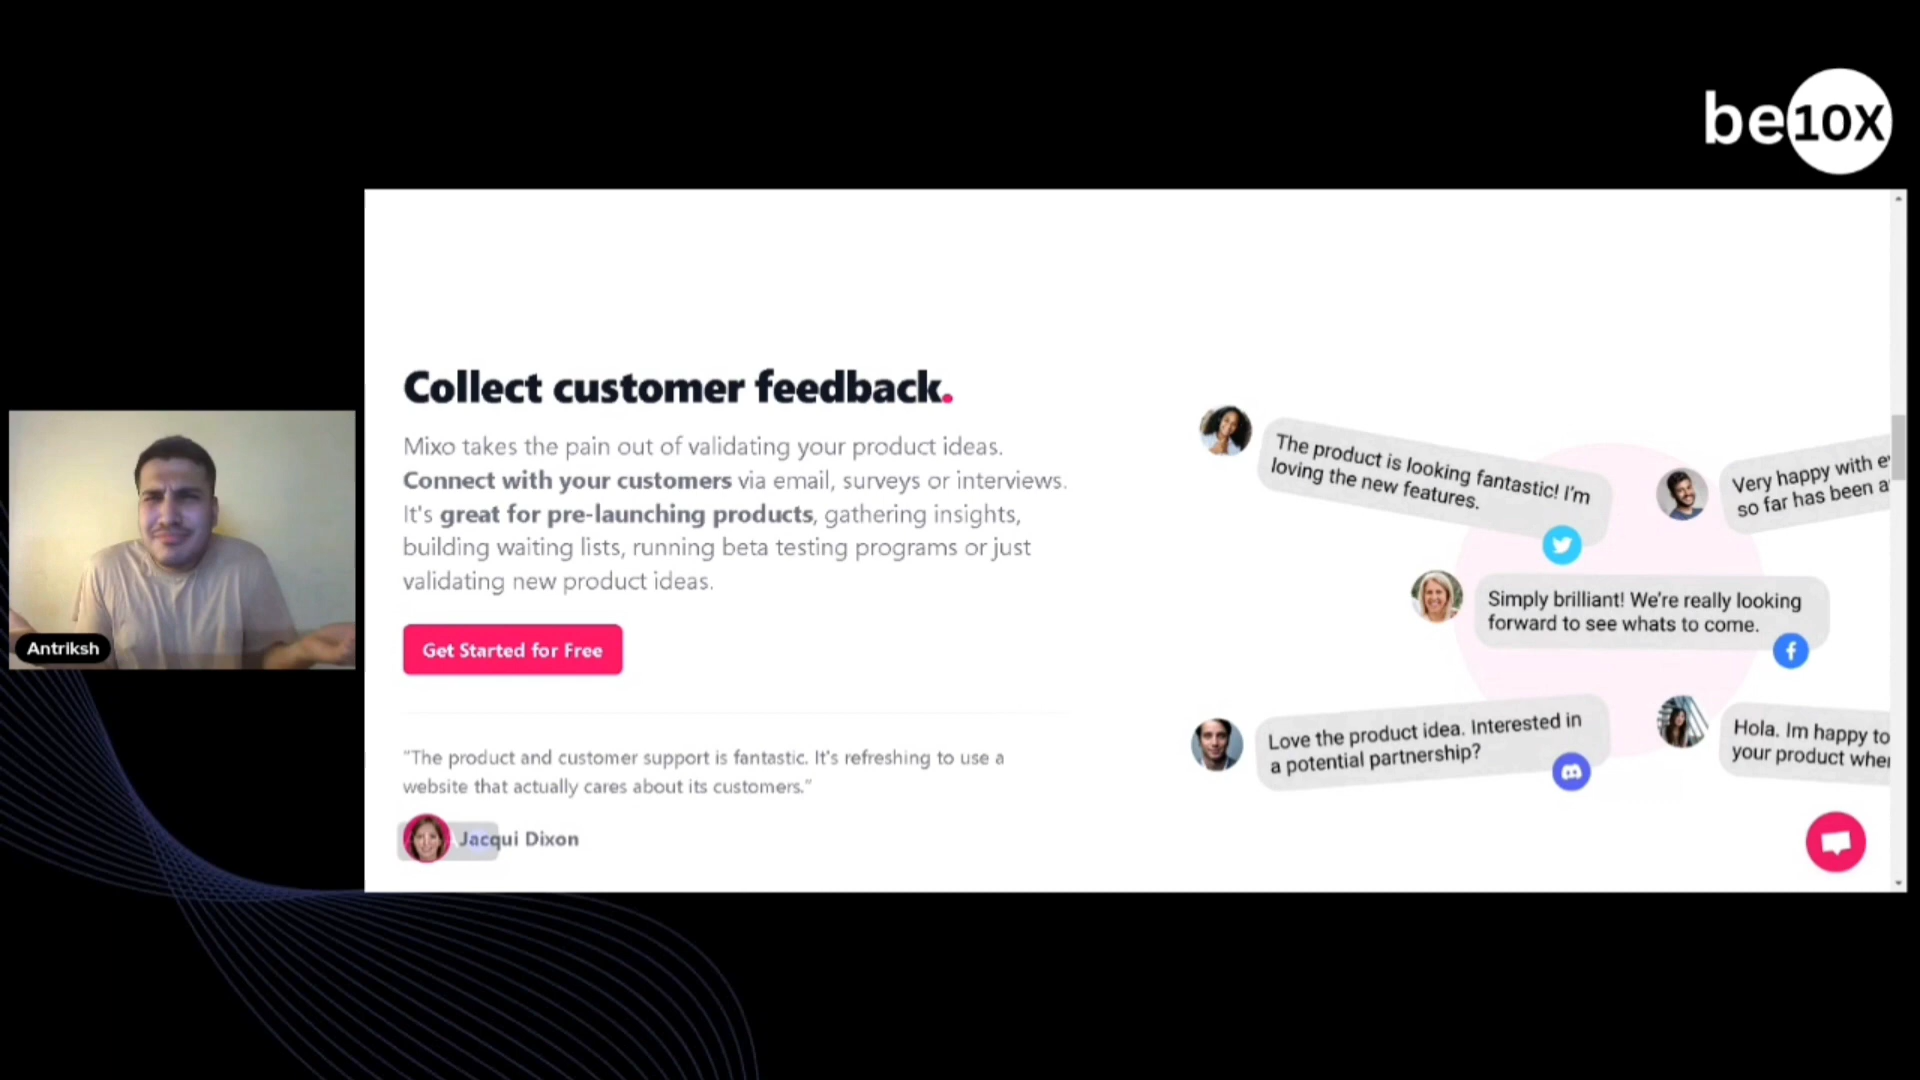 be10X
Collect customer feedback.
Mixo takes the pain out of validating your product ideas.
Connect with your customers via email, surveys or interviews.
It's great for pre-launching products, gathering insights,
building waiting lists, running beta testing programs or just
validating new product ideas.
Get Started for Free
"The product and customer support is fantastic. It's refreshing to use a
website that actually cares about its customers."
Jacqui Dixon
The product is looking fantastic! I'm
loving the new features.
Very happy with
so far has been
Simply brilliant! We're really looking
forward to see whats to come.
Love the product idea. Interested in
a potential partnership?
Hola. Im happy to
your product
Antriksh